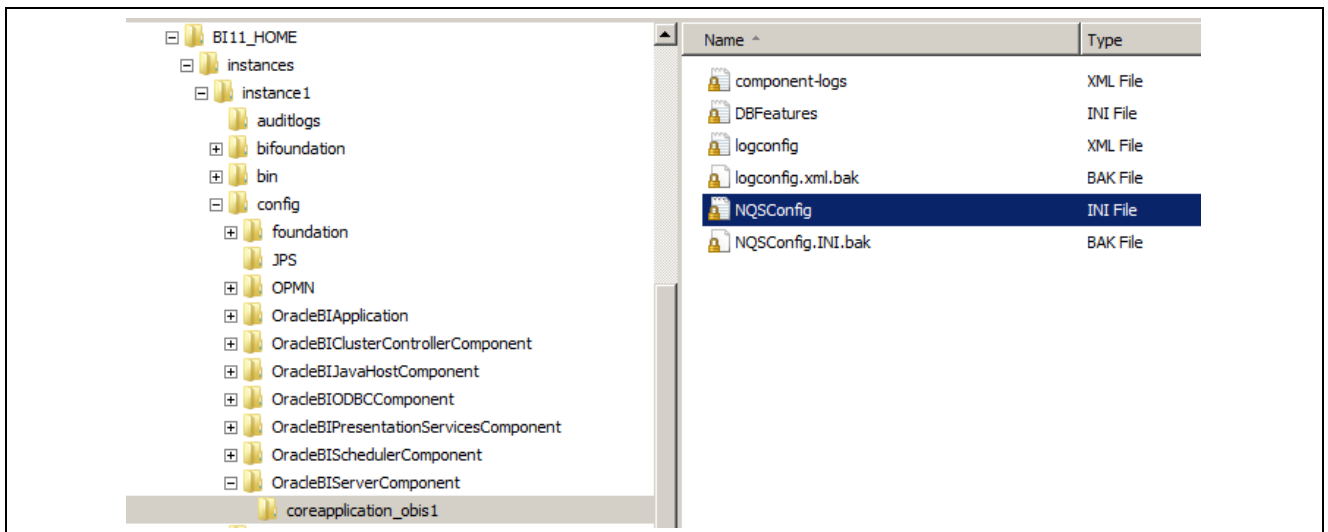 BI11_HOME
instances
instance1
auditlogs
bifoundation
bin
config
foundation
JPS
OPMN
OracleBIApplication
OracleBIClusterControllerComponent
OracleBIJavaHostComponent
OracleBIODBCComponent
OracleBIPresentationServicesComponent
OracleBISchedulerComponent
OracleBIServerComponent
coreapplication_obis1
Name Type
component-logs XML File
DBFeatures INI File
logconfig XML File
logconfig.xml.bak BAK File
NQSConfig INI File
NQSConfig.INI.bak BAK File